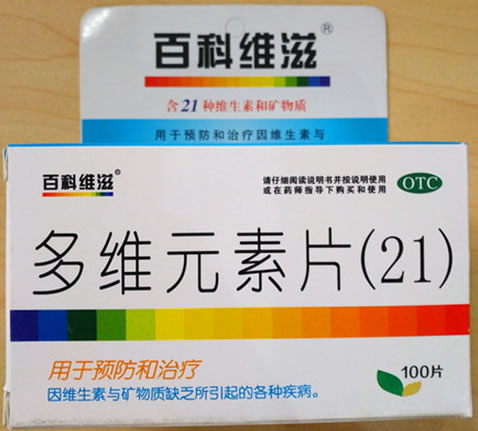 百科维滋®
含21种维生素和矿物质
用于预防和治疗因维生素与
百科维滋®
请仔细阅读说明书并按说明使用
或在药师指导下购买和使用
OTC
多维元素片(21)
用于预防和治疗
因维生素与矿物质缺乏所引起的各种疾病。
100片